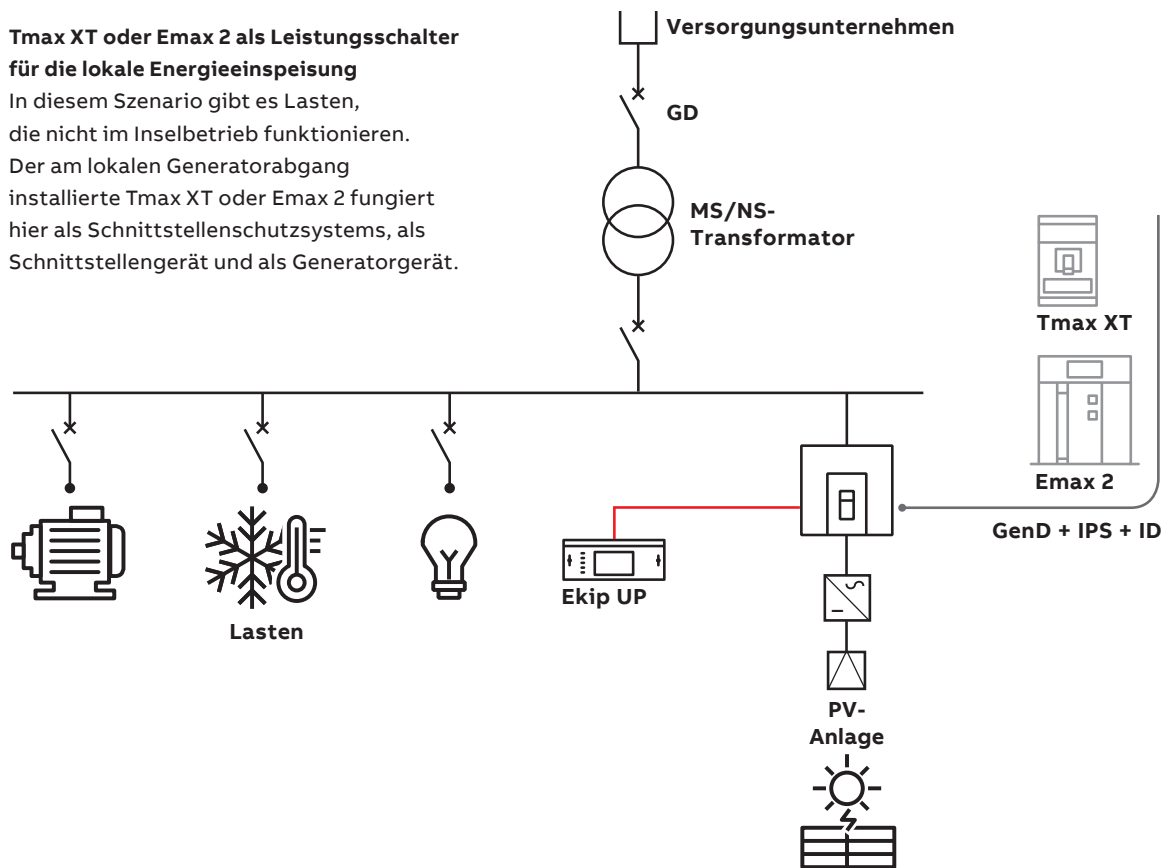 Tmax XT oder Emax 2 als Leistungsschalter
für die lokale Energieeinspeisung
In diesem Szenario gibt es Lasten,
die nicht im Inselbetrieb funktionieren.
Der am lokalen Generatorabgang
installierte Tmax XT oder Emax 2 fungiert
hier als Schnittstellenschutzsystems, als
Schnittstellengerät und als Generatorgerät.
Versorgungsunternehmen
GD
MS/NS-
Transformator
Tmax XT
Emax 2
GenD + IPS + ID
Ekip UP
Lasten
PV-
Anlage